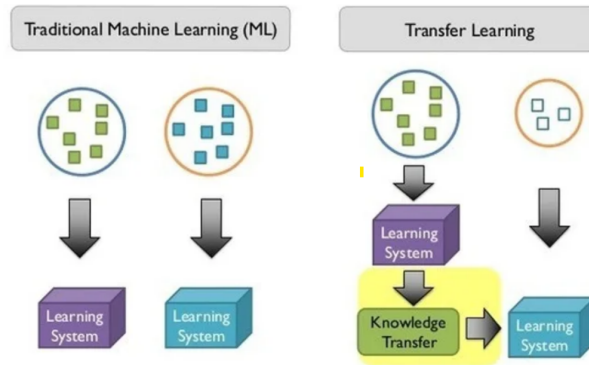 Traditional Machine Learning (ML)
Transfer Learning
Learning
System
Learning
System
Learning
System
Knowledge
Transfer
Learning
System